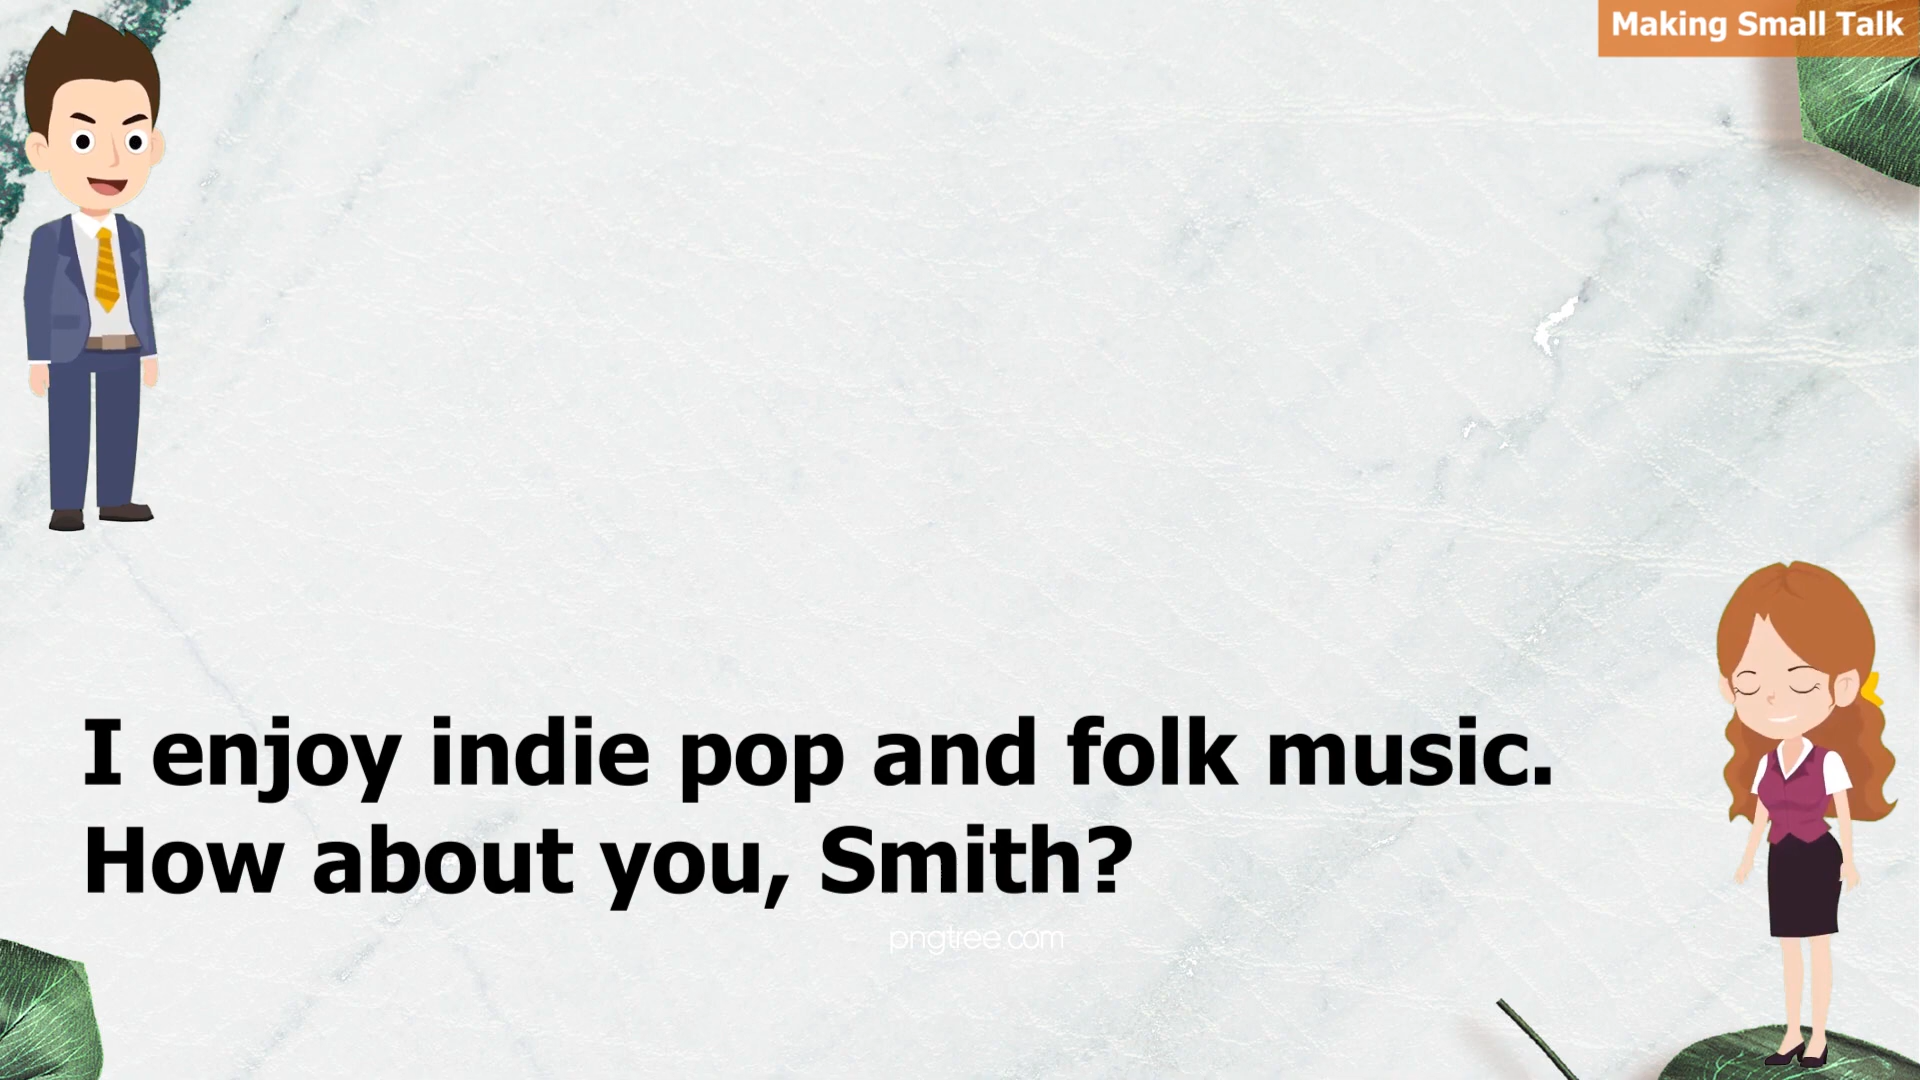 Making Small Talk
I enjoy indie pop and folk music.
How about you, Smith?
pngtree.com